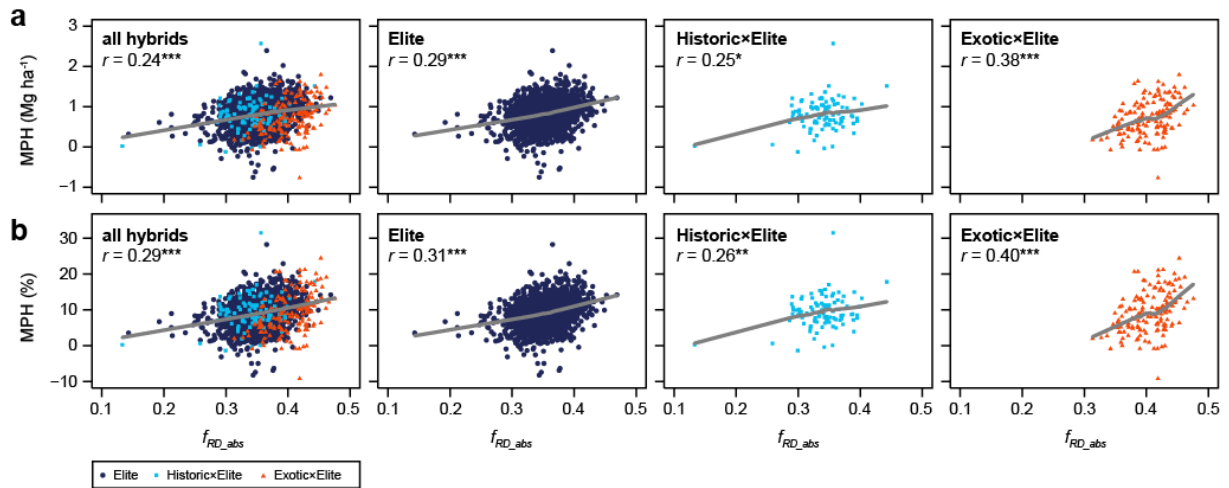 a
all hybrids
r = 0.24***
Elite
r = 0.29***
Historic×Elite
r = 0.25*
Exotic×Elite
r = 0.38***
MPH (Mg ha⁻¹)
3
2
1
0
−1
b
all hybrids
r = 0.29***
Elite
r = 0.31***
Historic×Elite
r = 0.26**
Exotic×Elite
r = 0.40***
MPH (%)
30
20
10
0
−10
0.1 0.2 0.3 0.4 0.5
0.1 0.2 0.3 0.4 0.5
0.1 0.2 0.3 0.4 0.5
0.1 0.2 0.3 0.4 0.5
f_RD_abs
f_RD_abs
f_RD_abs
f_RD_abs
Elite Historic×Elite Exotic×Elite